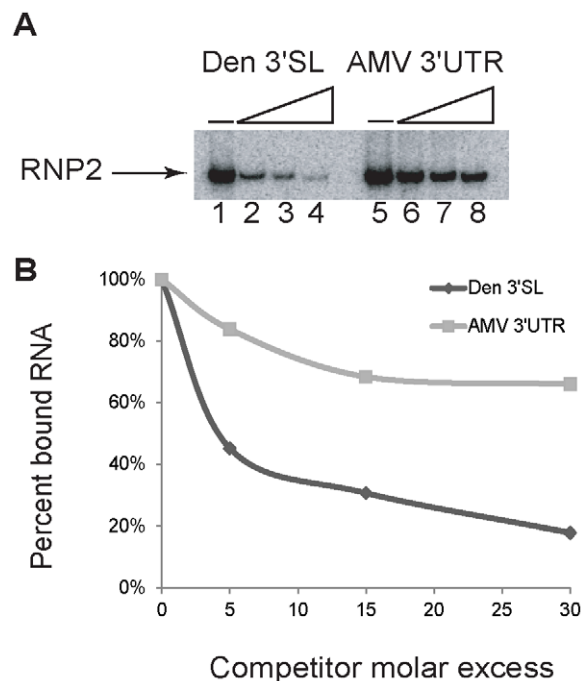 A
Den 3'SL AMV 3'UTR
RNP2
1 2 3 4 5 6 7 8
B
100%
80%
60%
40%
20%
0%
Percent bound RNA
Den 3'SL
AMV 3'UTR
0 5 10 15 20 25 30
Competitor molar excess